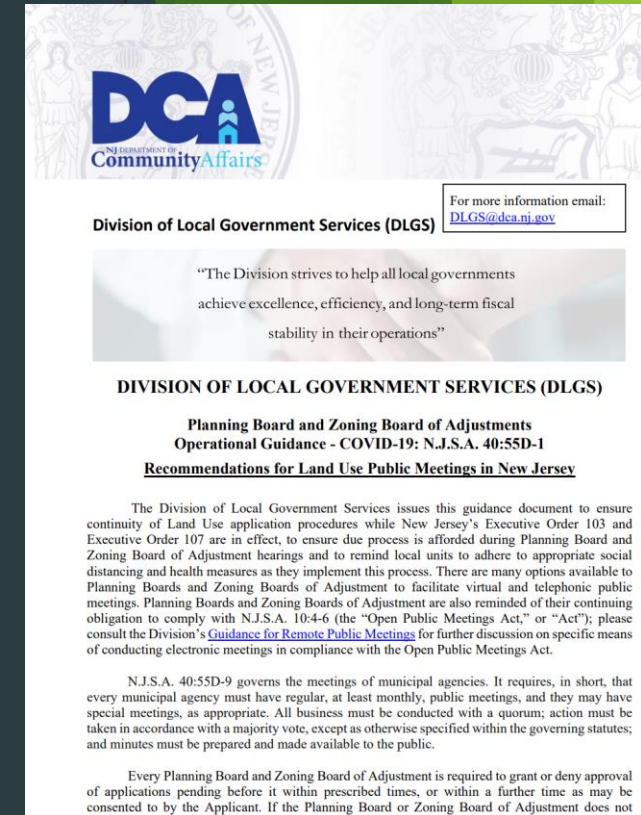 DCA
NJ DEPARTMENT OF
CommunityAffairs
For more information email:
DLGS@dca.nj.gov
Division of Local Government Services (DLGS)
“The Division strives to help all local governments
achieve excellence, efficiency, and long-term fiscal
stability in their operations”
DIVISION OF LOCAL GOVERNMENT SERVICES (DLGS)
Planning Board and Zoning Board of Adjustments
Operational Guidance - COVID-19: N.J.S.A. 40:55D-1
Recommendations for Land Use Public Meetings in New Jersey
The Division of Local Government Services issues this guidance document to ensure
continuity of Land Use application procedures while New Jersey’s Executive Order 103 and
Executive Order 107 are in effect, to ensure due process is afforded during Planning Board and
Zoning Board of Adjustment hearings and to remind local units to adhere to appropriate social
distancing and health measures as they implement this process. There are many options available to
Planning Boards and Zoning Boards of Adjustment to facilitate virtual and telephonic public
meetings. Planning Boards and Zoning Boards of Adjustment are also reminded of their continuing
obligation to comply with N.J.S.A. 10:4-6 (the “Open Public Meetings Act,” or “Act”); please
consult the Division’s Guidance for Remote Public Meetings for further discussion on specific means
of conducting electronic meetings in compliance with the Open Public Meetings Act.
N.J.S.A. 40:55D-9 governs the meetings of municipal agencies. It requires, in short, that
every municipal agency must have regular, at least monthly, public meetings, and they may have
special meetings, as appropriate. All business must be conducted with a quorum; action must be
taken in accordance with a majority vote, except as otherwise specified within the governing statutes;
and minutes must be prepared and made available to the public.
Every Planning Board and Zoning Board of Adjustment is required to grant or deny approval
of applications pending before it within prescribed times, or within a further time as may be
consented to by the Applicant. If the Planning Board or Zoning Board of Adjustment does not